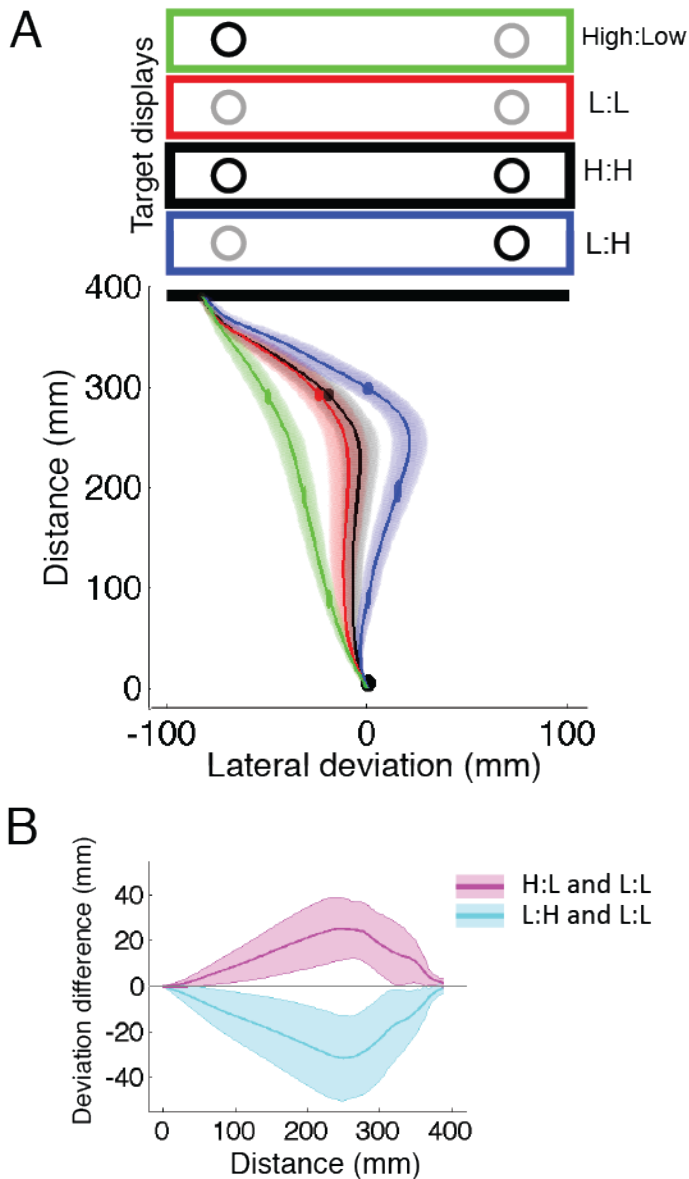 A
Target displays
High:Low
L:L
H:H
L:H
400
300
200
100
0
Distance (mm)
-100 0 100
Lateral deviation (mm)
B
Deviation difference (mm)
40
20
0
-20
-40
0 100 200 300 400
Distance (mm)
H:L and L:L
L:H and L:L